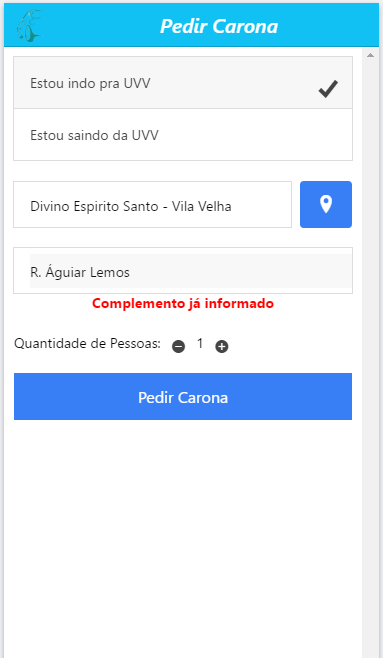 Pedir Carona
Estou indo pra UVV
Estou saindo da UVV
Divino Espirito Santo - Vila Velha
R. Águiar Lemos
Complemento já informado
Quantidade de Pessoas: 1
Pedir Carona